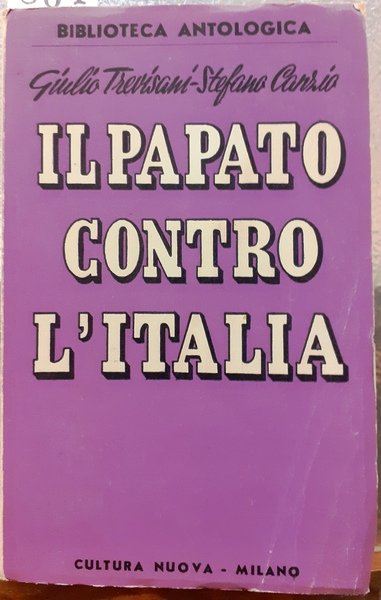 BIBLIOTECA ANTOLOGICA
Giulio Trevisani-Stefano Canzio
IL PAPATO
CONTRO
L'ITALIA
CULTURA NUOVA - MILANO